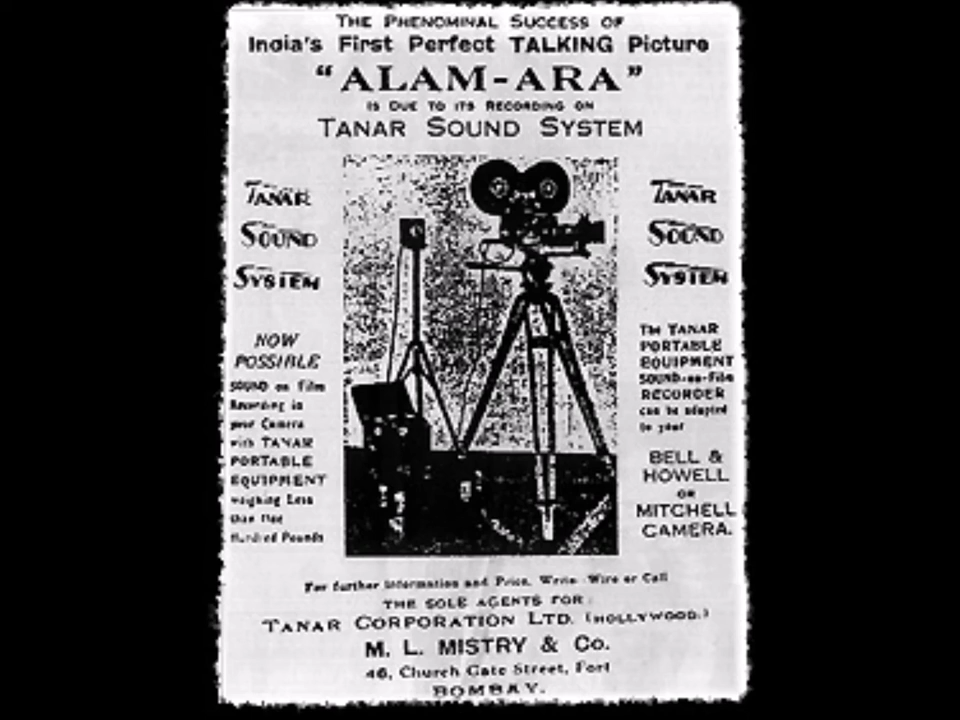 THE PHENOMINAL SUCCESS OF
India's First Perfect TALKING Picture
"ALAM-ARA"
IS DUE TO ITS RECORDING ON
TANAR SOUND SYSTEM
TANAR
SOUND
SYSTEM
NOW
POSSIBLE
SOUND on Film
Recording in
your Camera
with TANAR
PORTABLE
EQUIPMENT
weighing Less
than
Hundred Pounds
TANAR
SOUND
SYSTEM
The TANAR
PORTABLE
EQUIPMENT
SOUND-on-Film
RECORDER
can be adapted
to your
BELL &
HOWELL
OR
MITCHELL
CAMERA.
For further information and Price, Write Wire or Call
THE SOLE AGENTS FOR:
TANAR CORPORATION LTD. (HOLLYWOOD.)
M. L. MISTRY & Co.
46, Church Gate Street, Fort
BOMBAY.